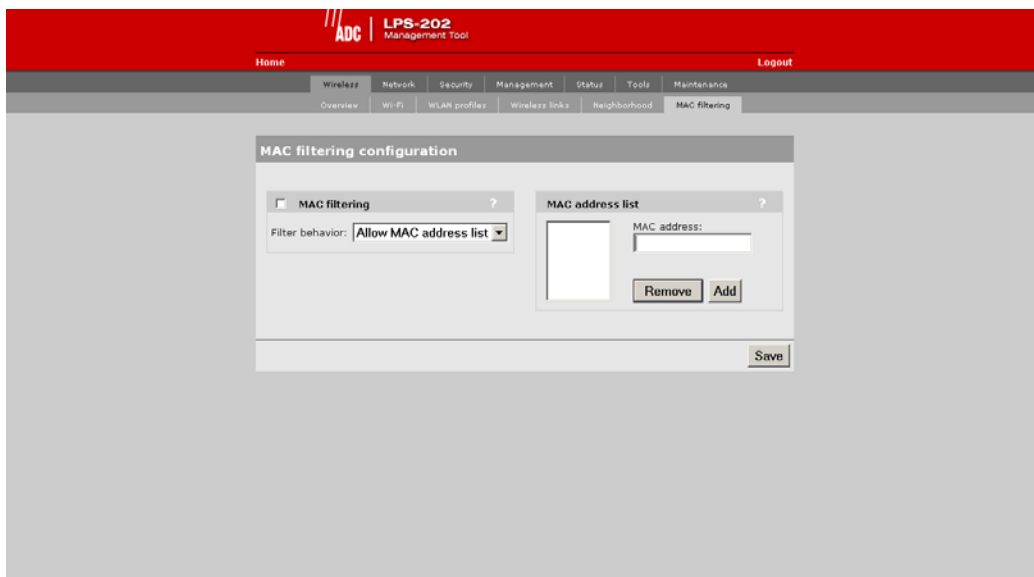 ADC | LPS-202
Management Tool
Home Logout
Wireless Network Security Management Status Tools Maintenance
Overview Wi-Fi WLAN profiles Wireless links Neighborhood MAC filtering
MAC filtering configuration
MAC filtering ?
Filter behavior: Allow MAC address list
MAC address list ?
MAC address:
Remove Add
Save